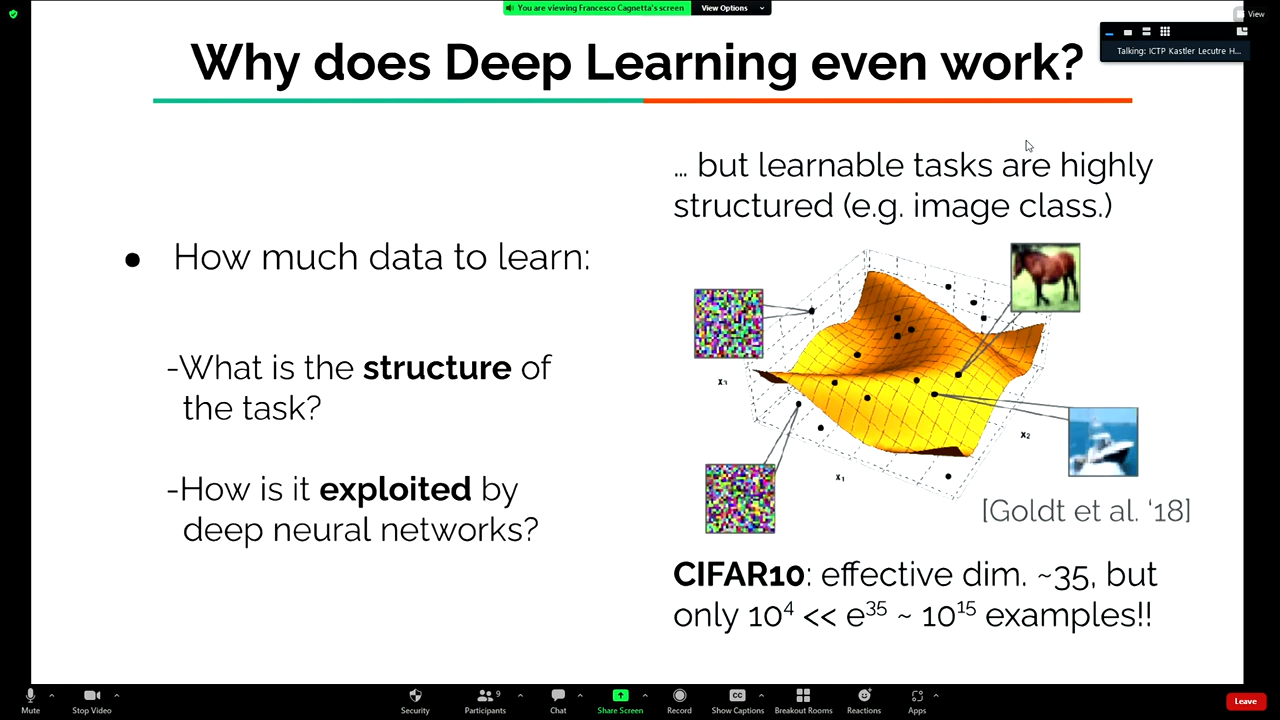 You are viewing Francesco Cagnetta's screen
View Options
View
Talking: ICTP Kastler Lecutre H...
Why does Deep Learning even work?
... but learnable tasks are highly
structured (e.g. image class.)
● How much data to learn:
-What is the structure of
the task?
-How is it exploited by
deep neural networks?
x₃
x₂
x₁
[Goldt et al. '18]
CIFAR10: effective dim. ~35, but
only 10⁴ << e³⁵ ~ 10¹⁵ examples!!
Mute
Stop Video
Security
Participants
9
Chat
Share Screen
Record
CC
Show Captions
Breakout Rooms
Reactions
Apps
Leave